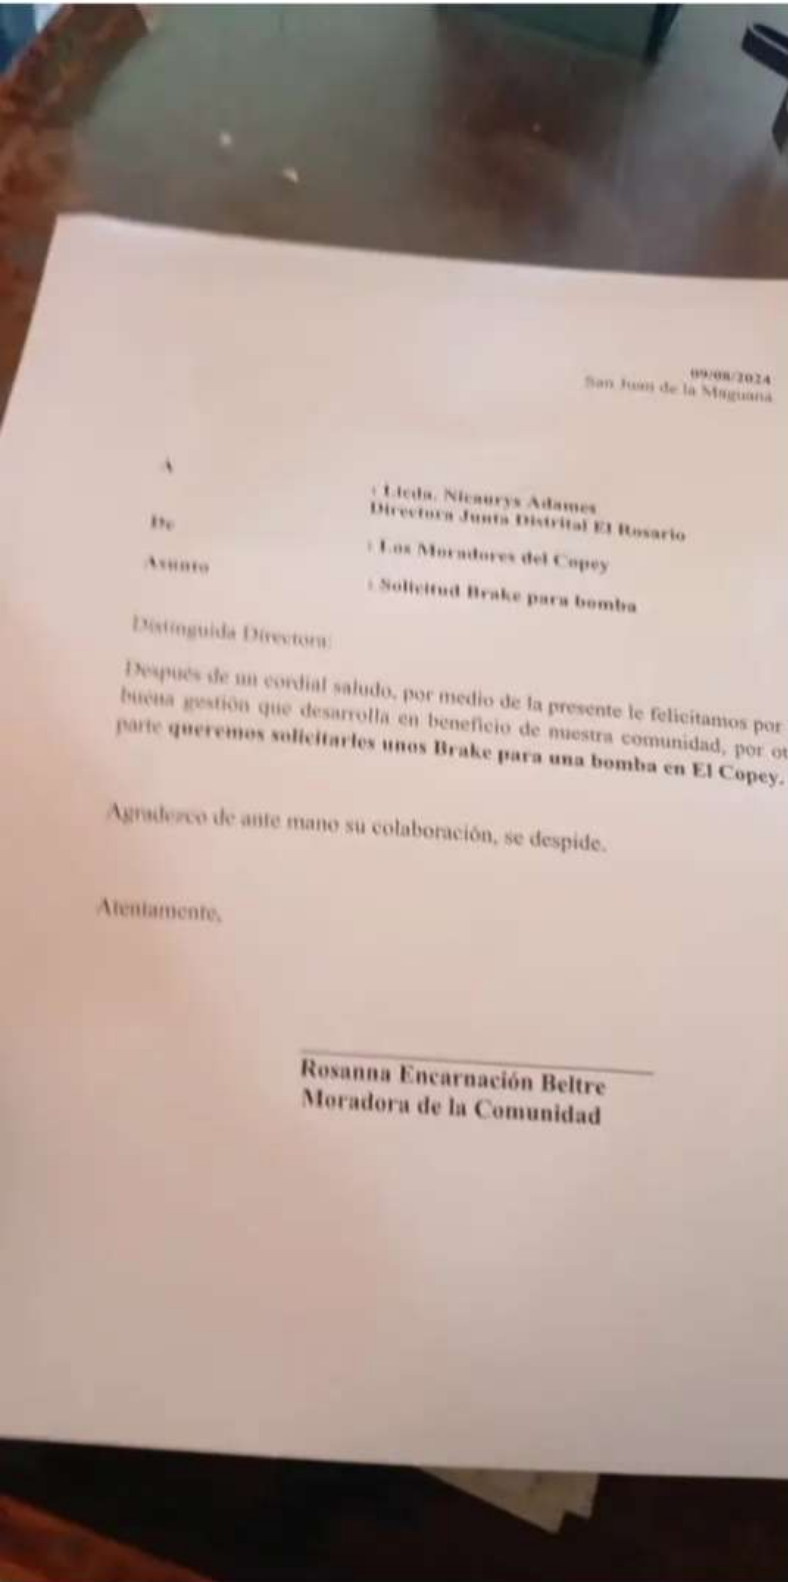 09/08/2024
San Juan de la Maguana
A
: Licda. Nicaurys Adames
Directora Junta Distrital El Rosario
De
: Los Moradores del Copey
Asunto
: Solicitud Brake para bomba
Distinguida Directora:
Después de un cordial saludo, por medio de la presente le felicitamos por
buena gestión que desarrolla en beneficio de nuestra comunidad, por ot
parte queremos solicitarles unos Brake para una bomba en El Copey.
Agradezco de ante mano su colaboración, se despide.
Atentamente,
Rosanna Encarnación Beltre
Moradora de la Comunidad